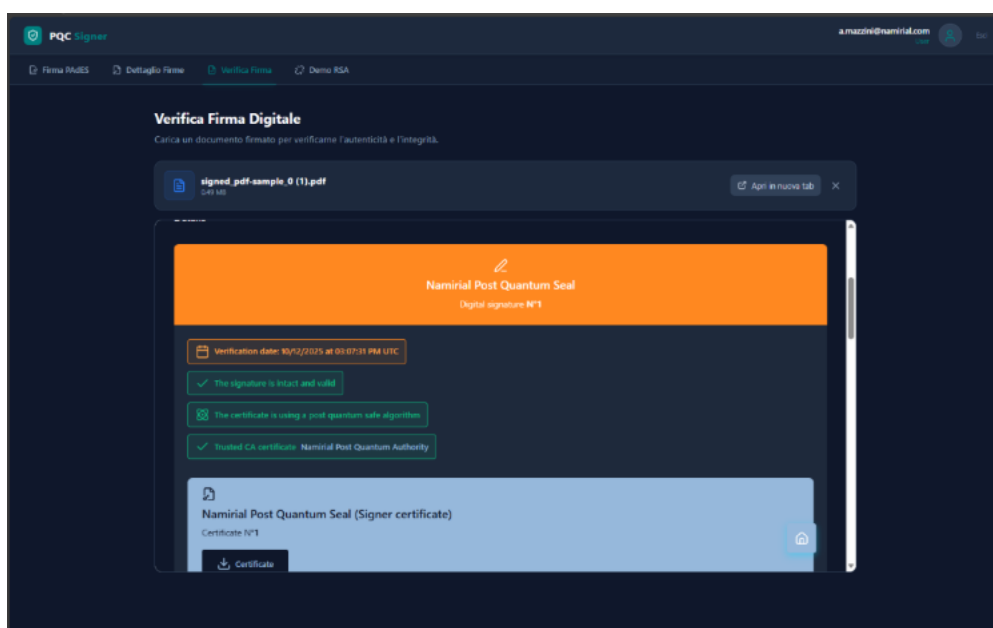 PQC Signer
a.mazzini@namirial.com
Firma PAdES
Dettaglio Firme
Verifica Firma
Demo RSA
Verifica Firma Digitale
Carica un documento firmato per verificarne l'autenticità e l'integrità.
signed_pdf-sample_0 (1).pdf
0.49 MB
Apri in nuova tab
Namirial Post Quantum Seal
Digital signature N°1
Verification date: 10/12/2025 at 03:07:31 PM UTC
The signature is intact and valid
The certificate is using a post quantum safe algorithm
Trusted CA certificate Namirial Post Quantum Authority
Namirial Post Quantum Seal (Signer certificate)
Certificate N°1
Certificate